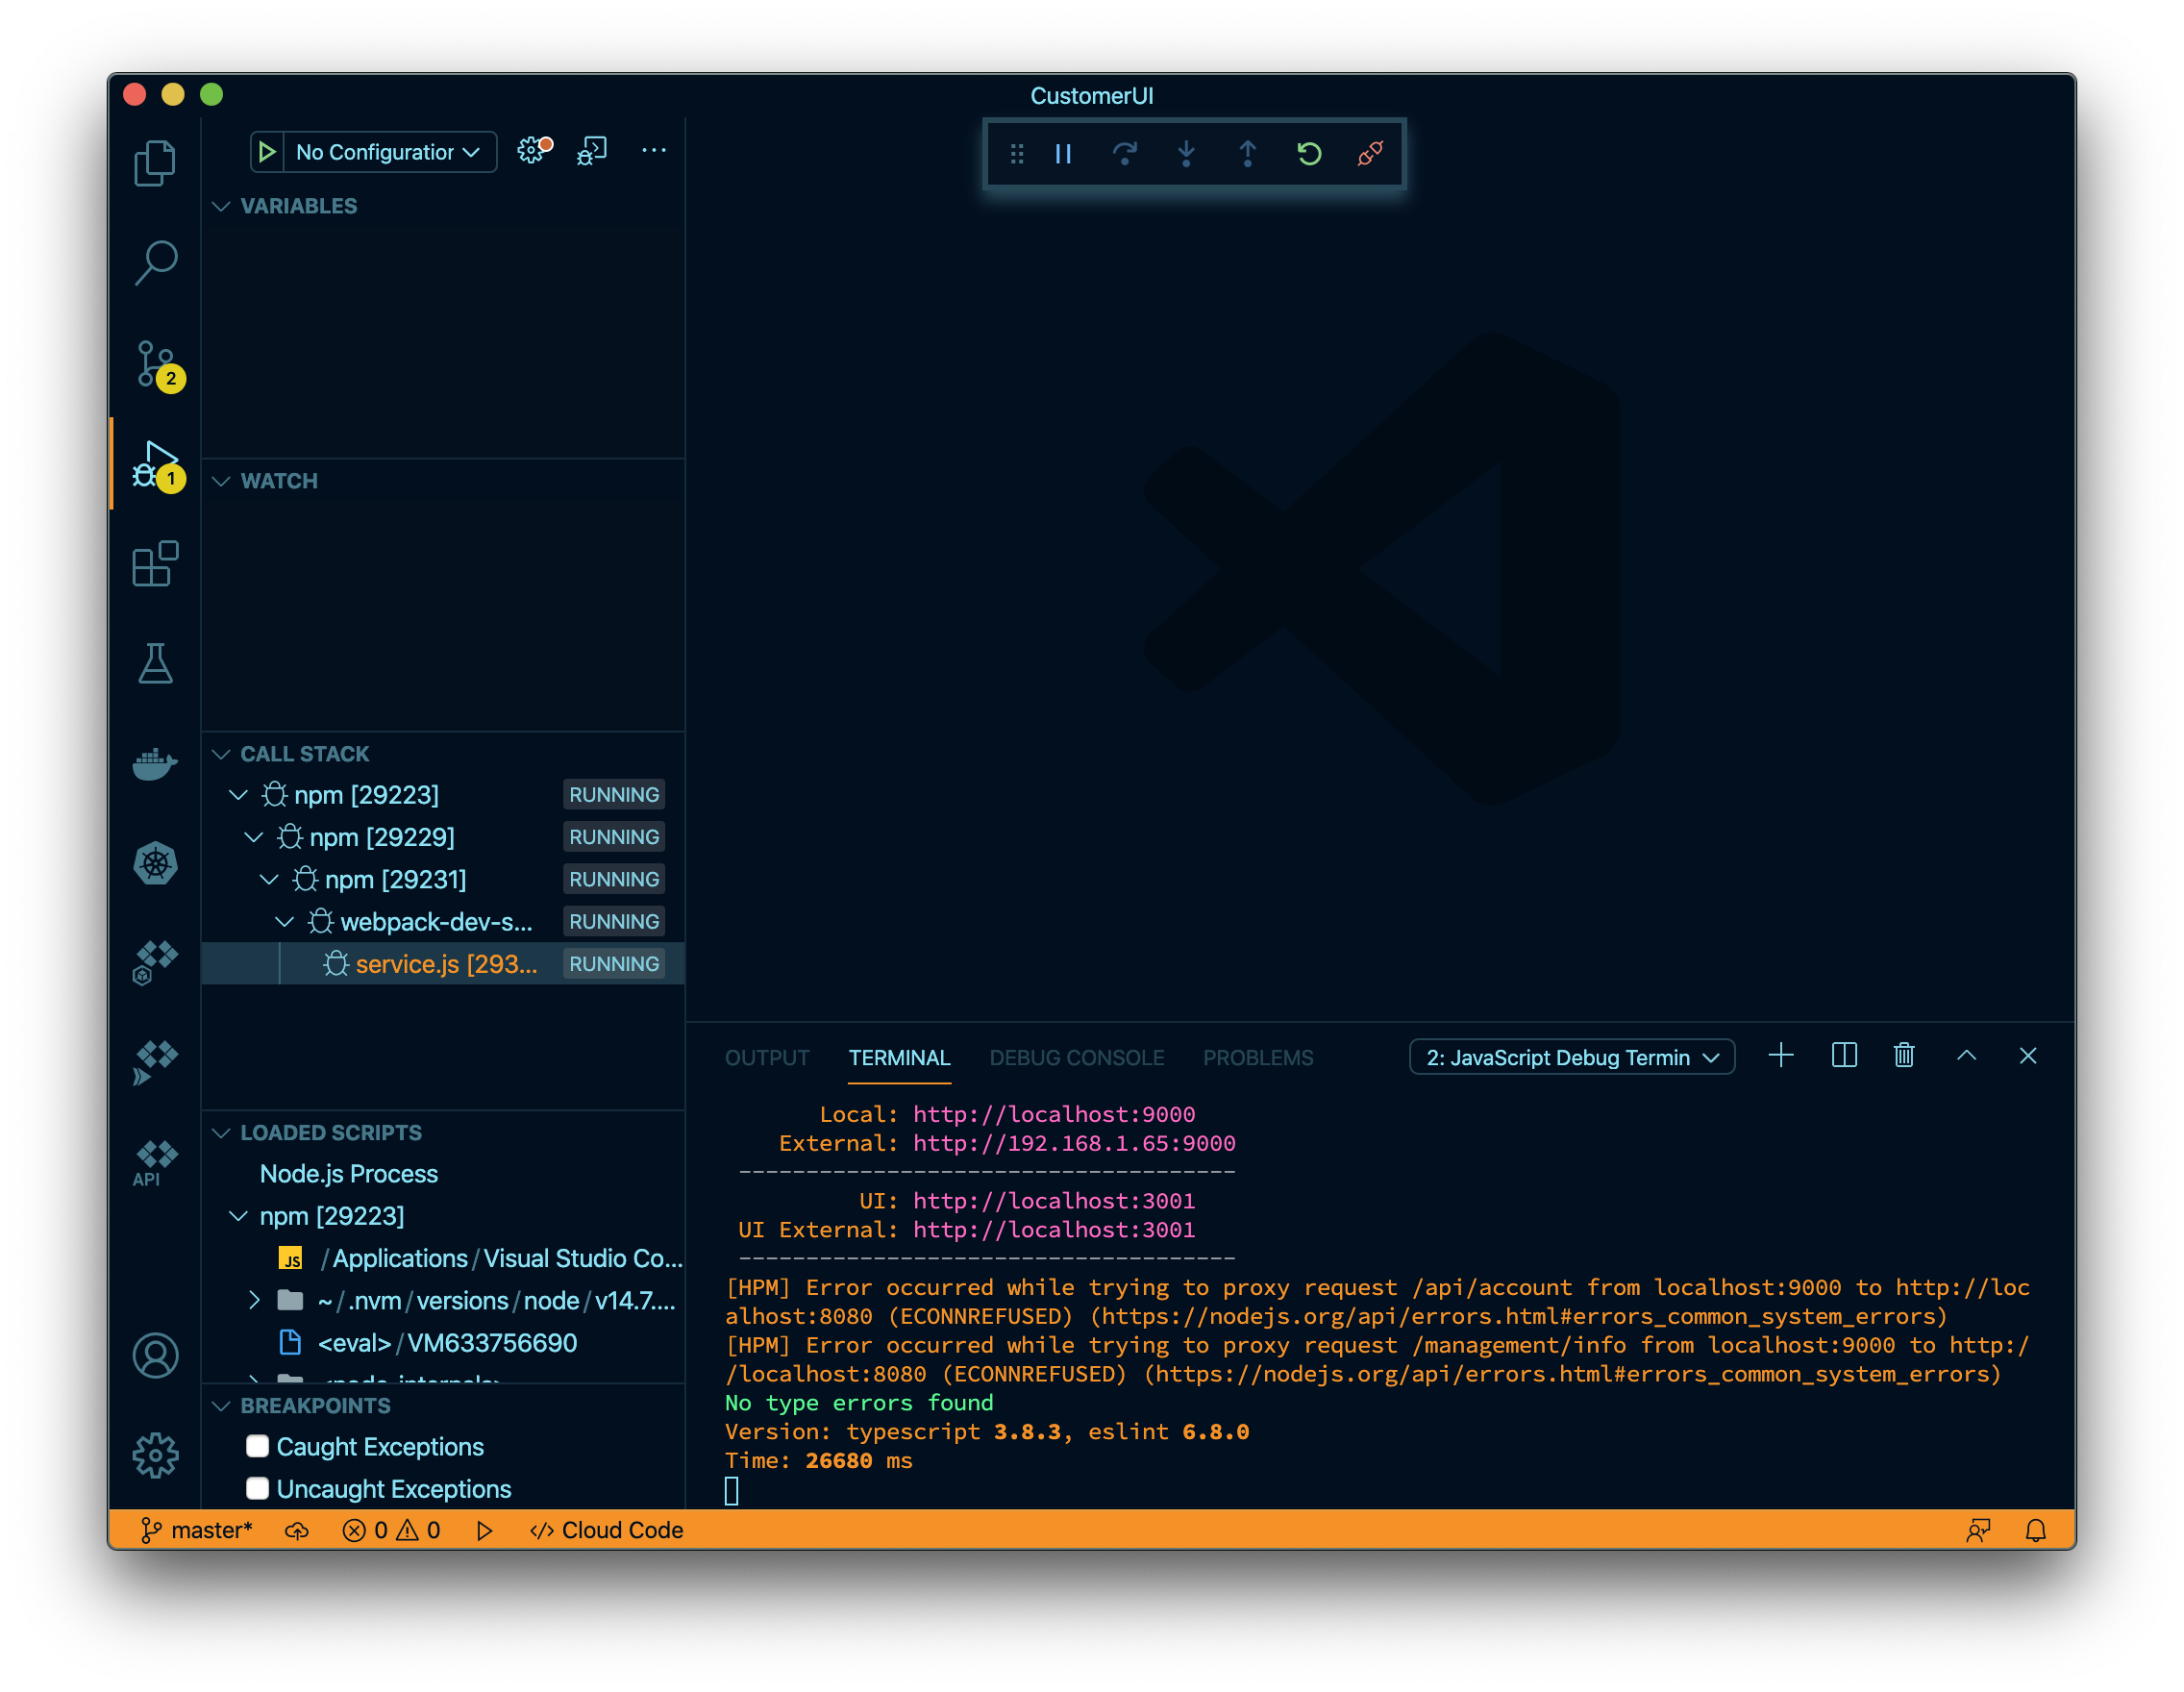 CustomerUI
No Configuration
VARIABLES
2
1
WATCH
CALL STACK
npm [29223] RUNNING
npm [29229] RUNNING
npm [29231] RUNNING
webpack-dev-s... RUNNING
service.js [293... RUNNING
API
LOADED SCRIPTS
Node.js Process
npm [29223]
JS /Applications/Visual Studio Co...
~/.nvm/versions/node/v14.7....
<eval>/VM633756690
BREAKPOINTS
Caught Exceptions
Uncaught Exceptions
OUTPUT TERMINAL DEBUG CONSOLE PROBLEMS 2: JavaScript Debug Termin
Local: http://localhost:9000
External: http://192.168.1.65:9000
-------------------------------------
UI: http://localhost:3001
UI External: http://localhost:3001
-------------------------------------
[HPM] Error occurred while trying to proxy request /api/account from localhost:9000 to http://loc
alhost:8080 (ECONNREFUSED) (https://nodejs.org/api/errors.html#errors_common_system_errors)
[HPM] Error occurred while trying to proxy request /management/info from localhost:9000 to http:/
/localhost:8080 (ECONNREFUSED) (https://nodejs.org/api/errors.html#errors_common_system_errors)
No type errors found
Version: typescript 3.8.3, eslint 6.8.0
Time: 26680 ms
master* 0 0 Cloud Code